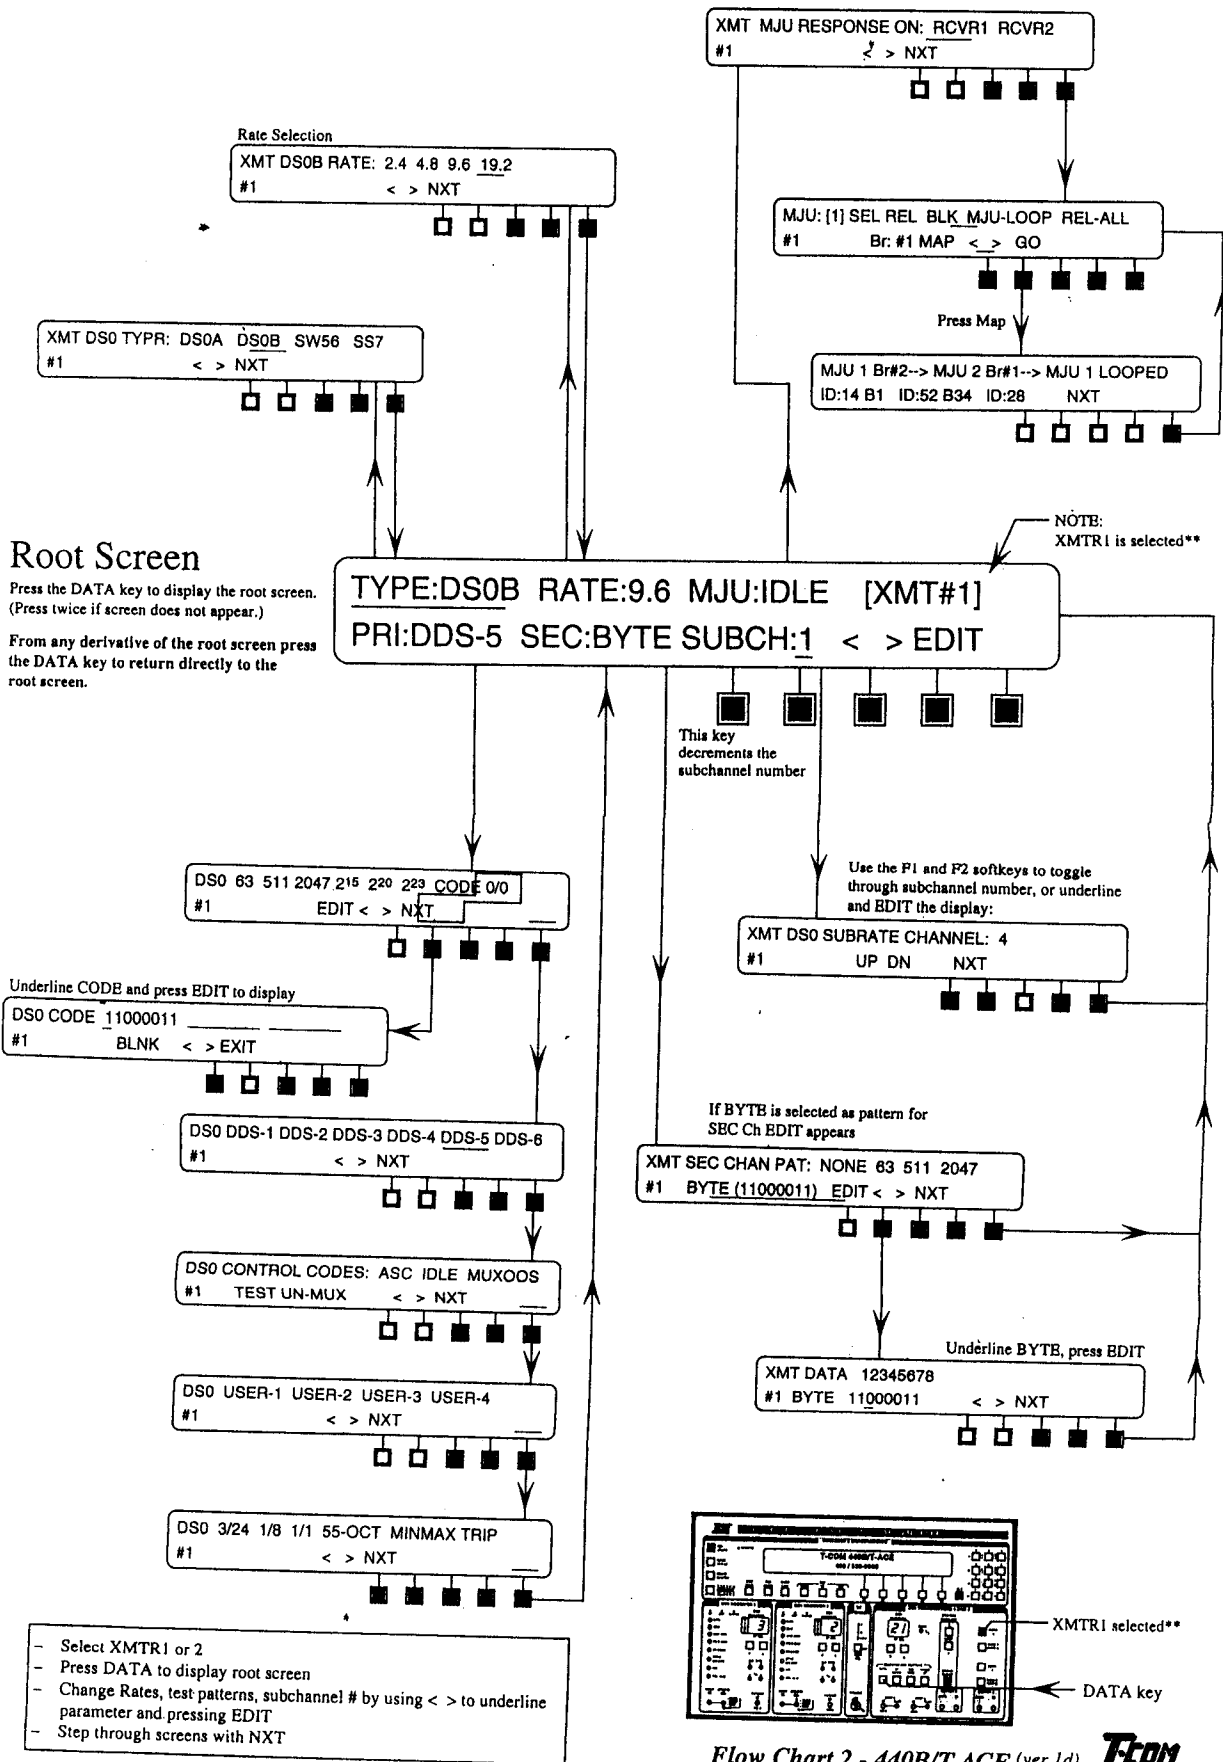 XMT MJU RESPONSE ON: RCVR1 RCVR2
#1 < > NXT
Rate Selection
XMT DS0B RATE: 2.4 4.8 9.6 19.2
#1 < > NXT
MJU: [1] SEL REL BLK MJU-LOOP REL-ALL
#1 Br: #1 MAP < > GO
Press Map
XMT DS0 TYPR: DS0A DS0B SW56 SS7
#1 < > NXT
MJU 1 Br#2--> MJU 2 Br#1--> MJU 1 LOOPED
ID:14 B1 ID:52 B34 ID:28 NXT
NOTE:
XMTR1 is selected**
Root Screen
Press the DATA key to display the root screen.
(Press twice if screen does not appear.)
From any derivative of the root screen press
the DATA key to return directly to the
root screen.
TYPE:DS0B RATE:9.6 MJU:IDLE [XMT#1]
PRI:DDS-5 SEC:BYTE SUBCH:1 < > EDIT
This key
decrements the
subchannel number
DS0 63 511 2047 2¹⁵ 2²⁰ 2²³ CODE 0/0
#1 EDIT < > NXT
Use the F1 and F2 softkeys to toggle
through subchannel number, or underline
and EDIT the display:
XMT DS0 SUBRATE CHANNEL: 4
#1 UP DN NXT
Underline CODE and press EDIT to display
DS0 CODE 11000011
#1 BLNK < > EXIT
DS0 DDS-1 DDS-2 DDS-3 DDS-4 DDS-5 DDS-6
#1 < > NXT
If BYTE is selected as pattern for
SEC Ch EDIT appears
XMT SEC CHAN PAT: NONE 63 511 2047
#1 BYTE (11000011) EDIT < > NXT
DS0 CONTROL CODES: ASC IDLE MUXOOS
#1 TEST UN-MUX < > NXT
Underline BYTE, press EDIT
XMT DATA 12345678
#1 BYTE 11000011 < > NXT
DS0 USER-1 USER-2 USER-3 USER-4
#1 < > NXT
DS0 3/24 1/8 1/1 55-OCT MINMAX TRIP
#1 < > NXT
T-COM 440B/T-ACE
3
2
21
XMTR1 selected**
DATA key
- Select XMTR1 or 2
- Press DATA to display root screen
- Change Rates, test patterns, subchannel # by using < > to underline
parameter and pressing EDIT
- Step through screens with NXT
Flow Chart 2 - 440B/T-ACE (ver 1d)
T-COM